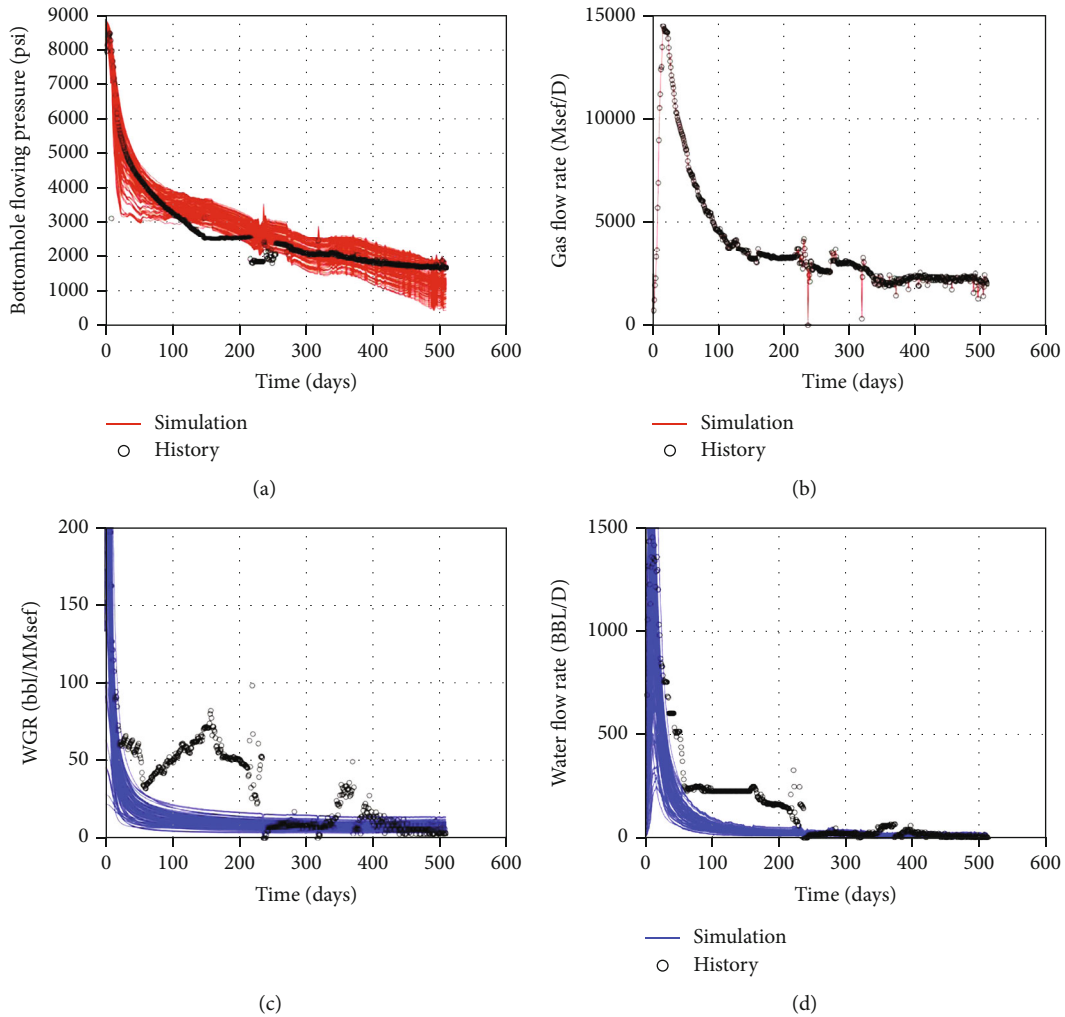 9000
8000
7000
6000
5000
4000
3000
2000
1000
0
Bottomhole flowing pressure (psi)
0 100 200 300 400 500 600
Time (days)
Simulation
History
(a)
15000
10000
5000
0
Gas flow rate (Msef/D)
0 100 200 300 400 500 600
Time (days)
Simulation
History
(b)
200
150
100
50
0
WGR (bbl/MMsef)
0 100 200 300 400 500 600
Time (days)
(c)
1500
1000
500
0
Water flow rate (BBL/D)
0 100 200 300 400 500 600
Time (days)
Simulation
History
(d)